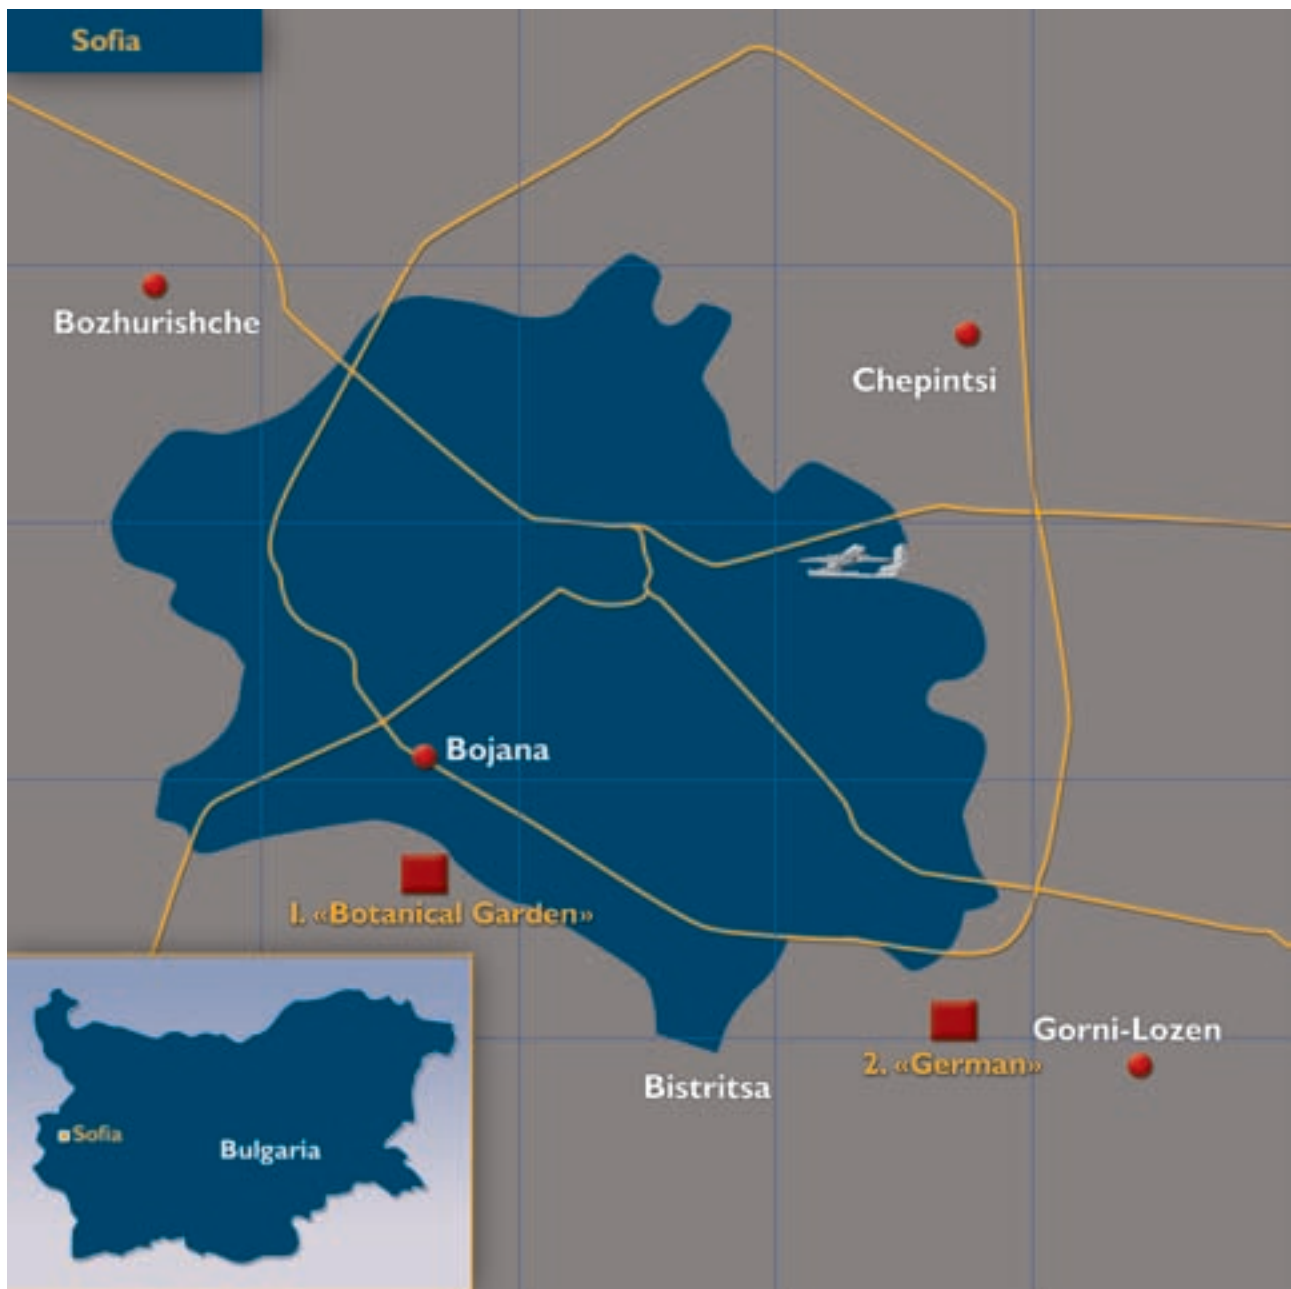 Sofia
Bozhurishche
Chepintsi
Bojana
1. «Botanical Garden»
Gorni-Lozen
2. «German»
Bistritsa
Sofia
Bulgaria